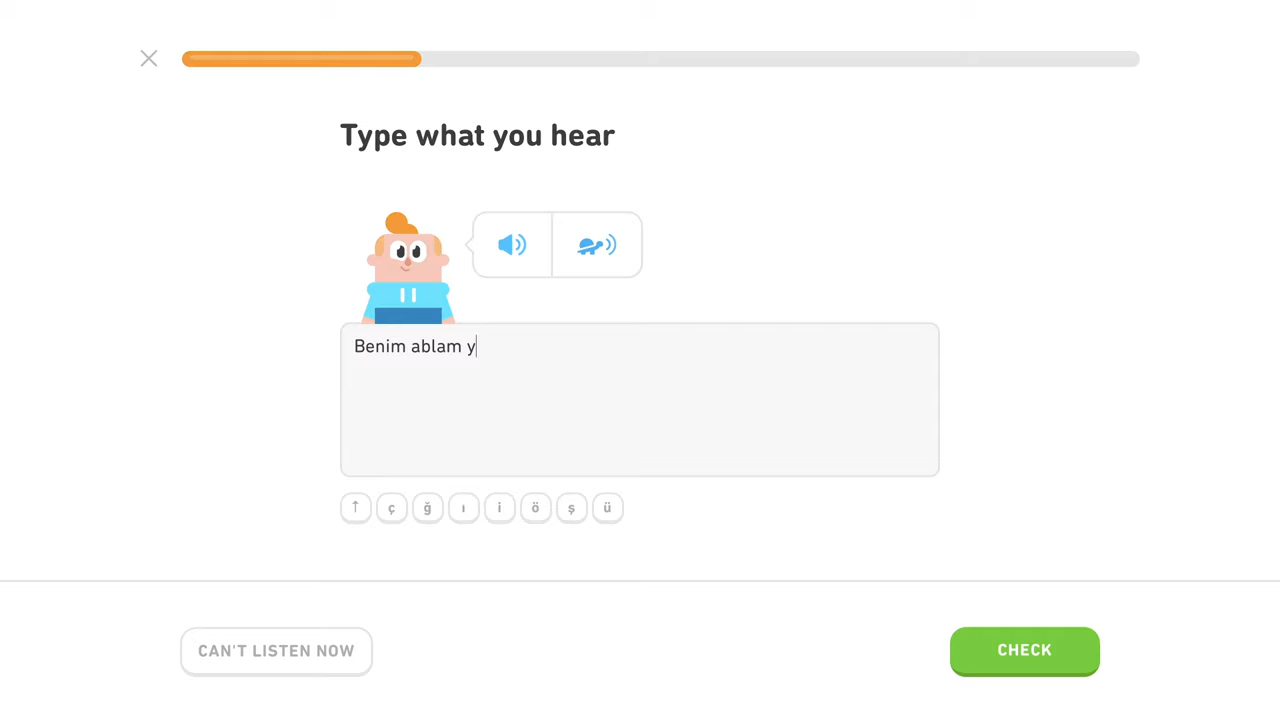 Type what you hear
Benim ablam y
↑ ç ğ ı i ö ş ü
CAN'T LISTEN NOW
CHECK